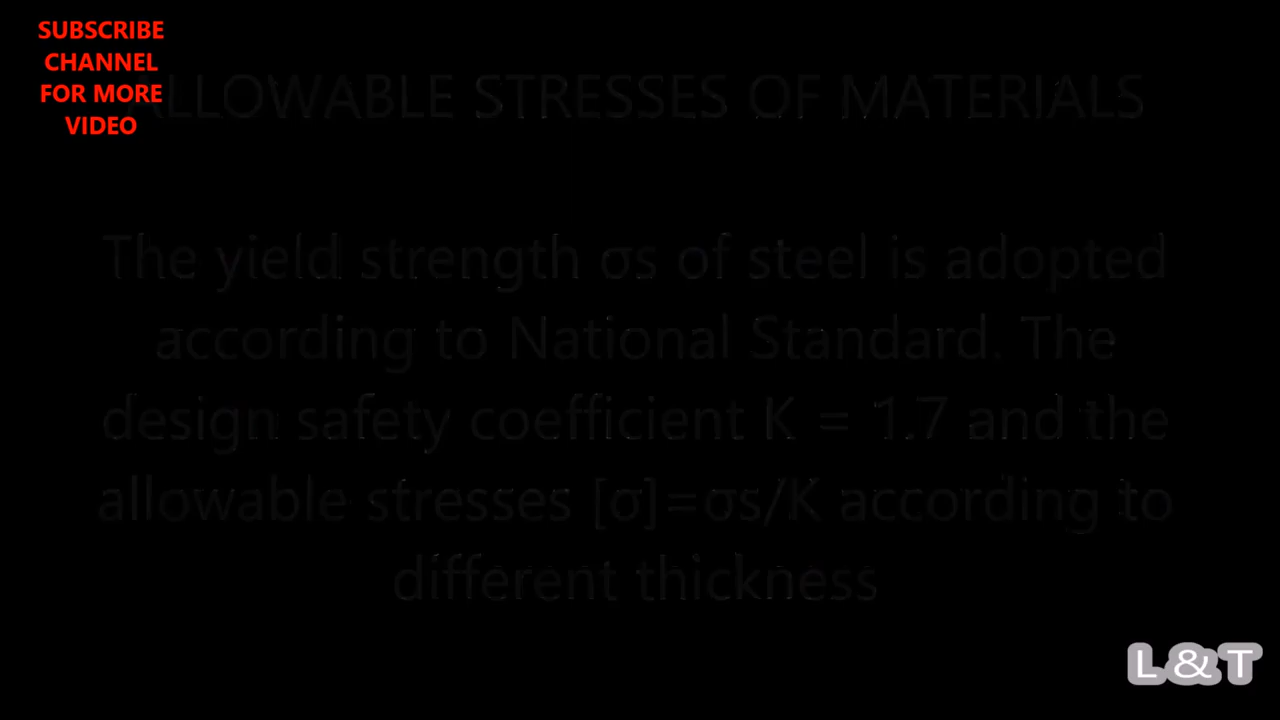 SUBSCRIBE
CHANNEL
FOR MORE
VIDEO
ALLOWABLE STRESSES OF MATERIALS
The yield strength σs of steel is adopted
according to National Standard. The
design safety coefficient K = 1.7 and the
allowable stresses [σ]=σs/K according to
different thickness
L&T